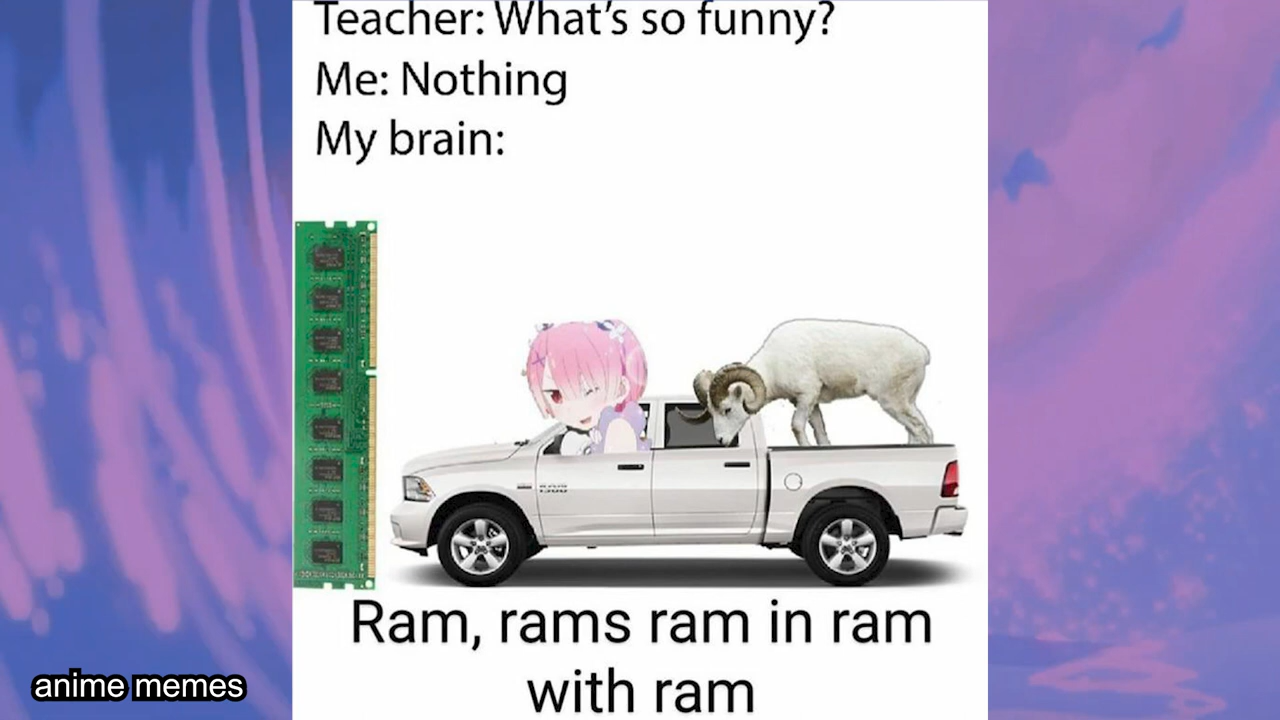 Teacher: What's so funny?
Me: Nothing
My brain:
Ram, rams ram in ram
with ram
anime memes